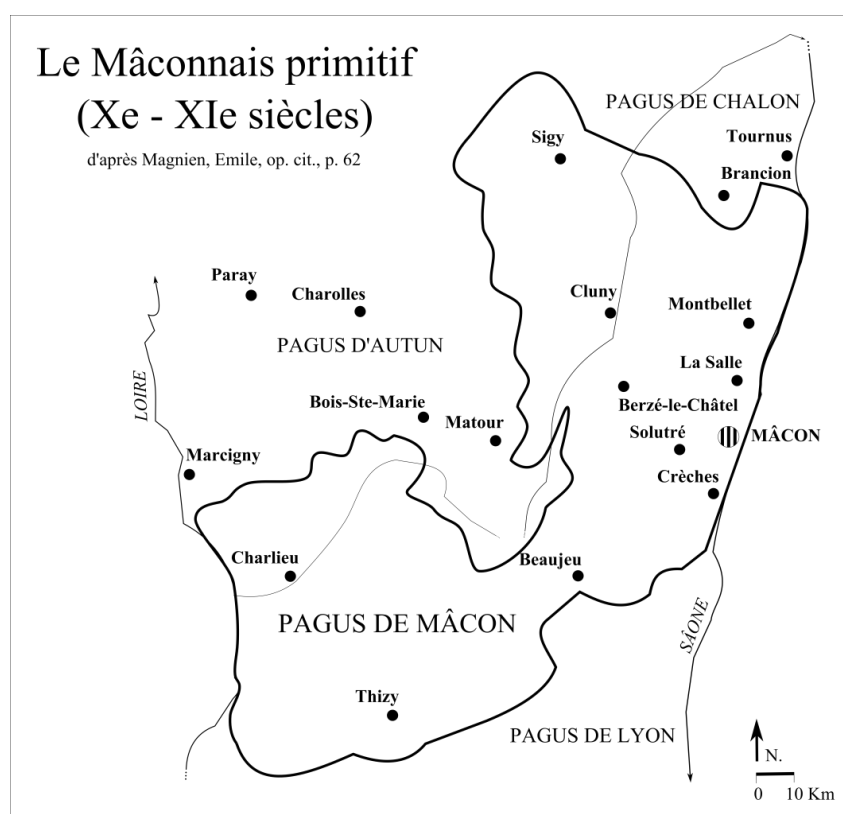 Le Mâconnais primitif
(Xe - XIe siècles)
d'après Magnien, Emile, op. cit., p. 62
PAGUS DE CHALON
Sigy
Tournus
Brancion
Paray
Charolles
Cluny
Montbellet
PAGUS D'AUTUN
La Salle
LOIRE
Bois-Ste-Marie
Berzé-le-Châtel
Matour
Solutré
MÂCON
Marcigny
Crèches
Charlieu
Beaujeu
PAGUS DE MÂCON
SÂONE
Thizy
PAGUS DE LYON
N.
0 10 Km